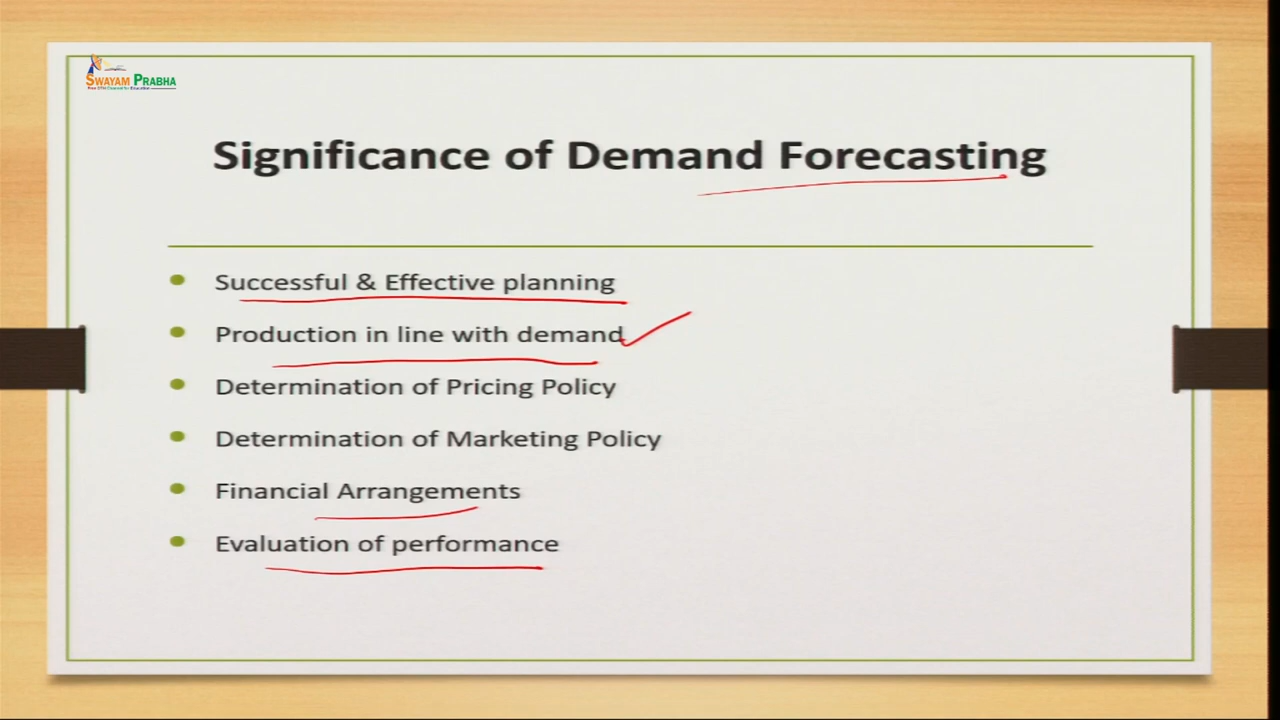 SWAYAM PRABHA
Significance of Demand Forecasting
Successful & Effective planning
Production in line with demand
Determination of Pricing Policy
Determination of Marketing Policy
Financial Arrangements
Evaluation of performance